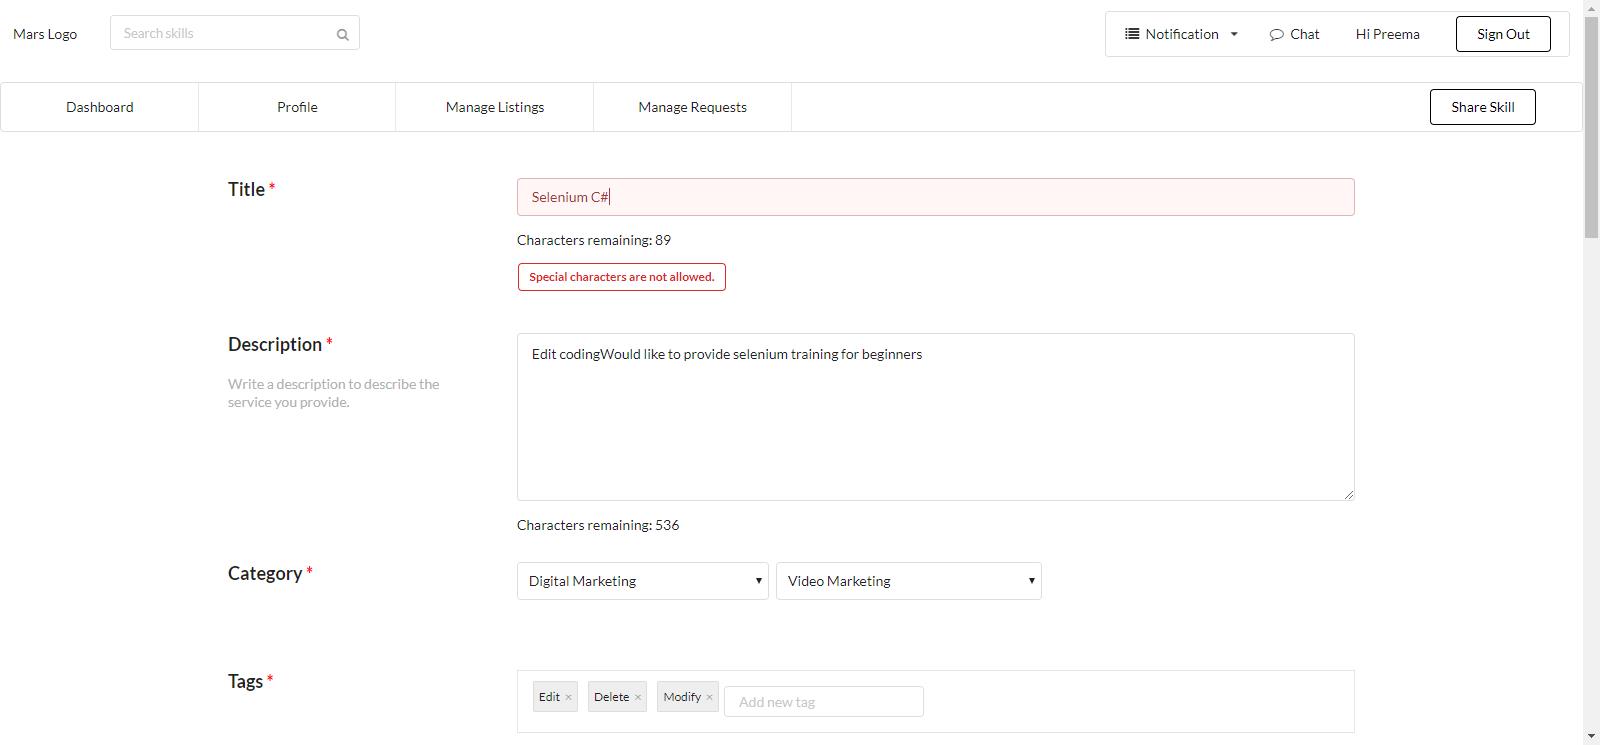 Mars Logo
Search skills
Notification
Chat
Hi Preema
Sign Out
Dashboard
Profile
Manage Listings
Manage Requests
Share Skill
Title *
Selenium C#
Characters remaining: 89
Special characters are not allowed.
Description *
Write a description to describe the
service you provide.
Edit codingWould like to provide selenium training for beginners
Characters remaining: 536
Category *
Digital Marketing
Video Marketing
Tags *
Edit ×
Delete ×
Modify ×
Add new tag